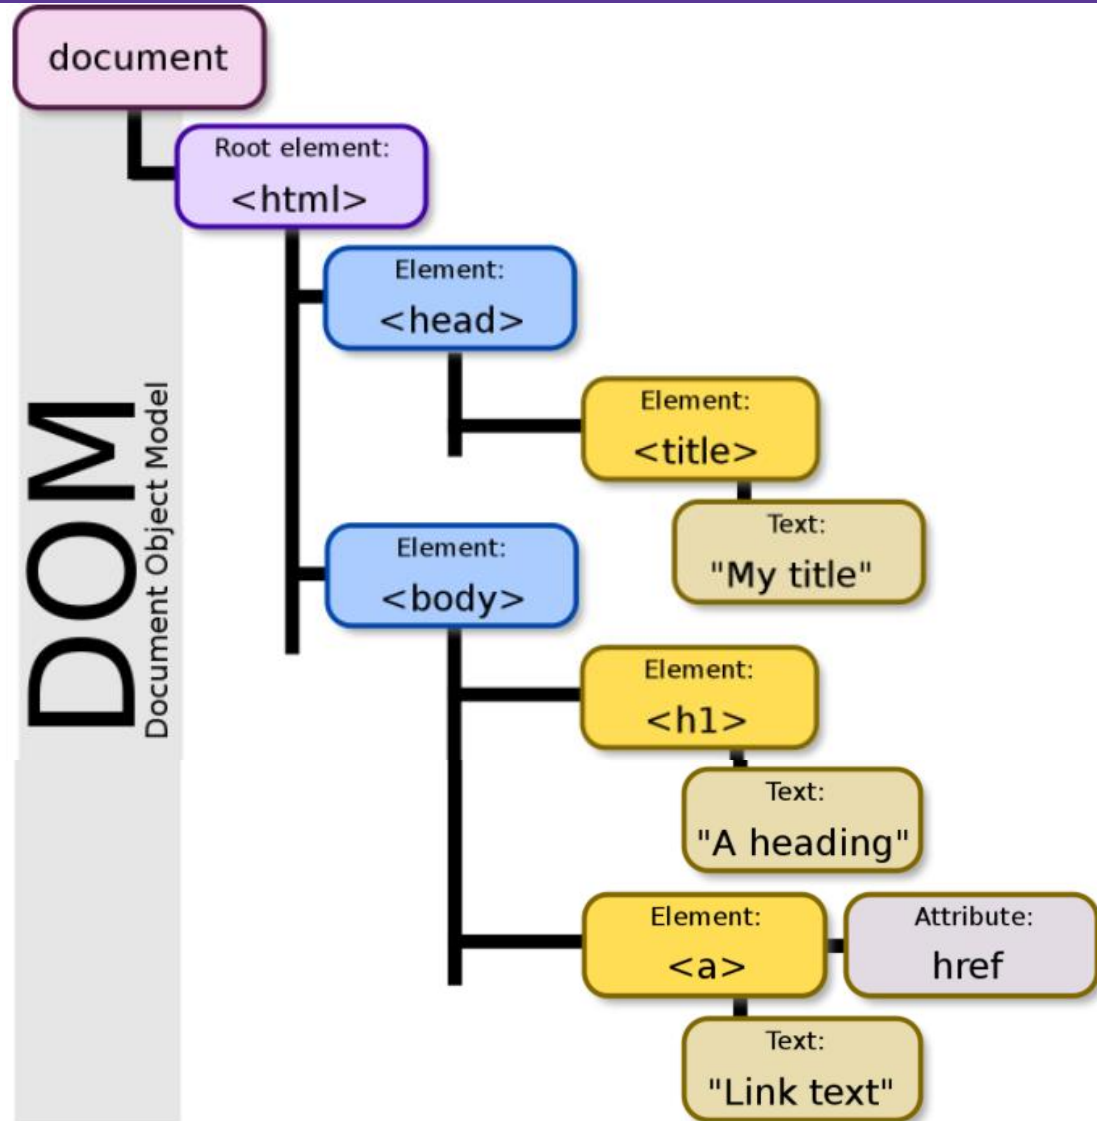 document
Root element:
<html>
Element:
<head>
Element:
<title>
Text:
"My title"
Element:
<body>
Element:
<h1>
Text:
"A heading"
Element:
<a>
Attribute:
href
Text:
"Link text"
DOM
Document Object Model